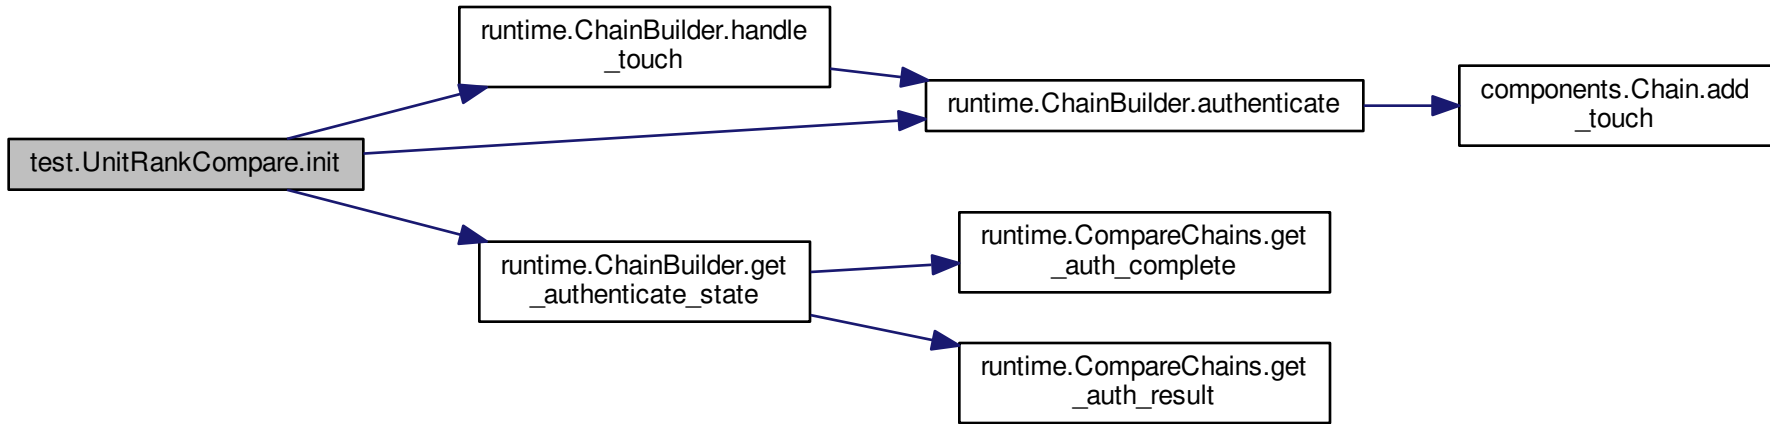 test.UnitRankCompare.init
runtime.ChainBuilder.handle
_touch
runtime.ChainBuilder.authenticate
components.Chain.add
_touch
runtime.ChainBuilder.get
_authenticate_state
runtime.CompareChains.get
_auth_complete
runtime.CompareChains.get
_auth_result